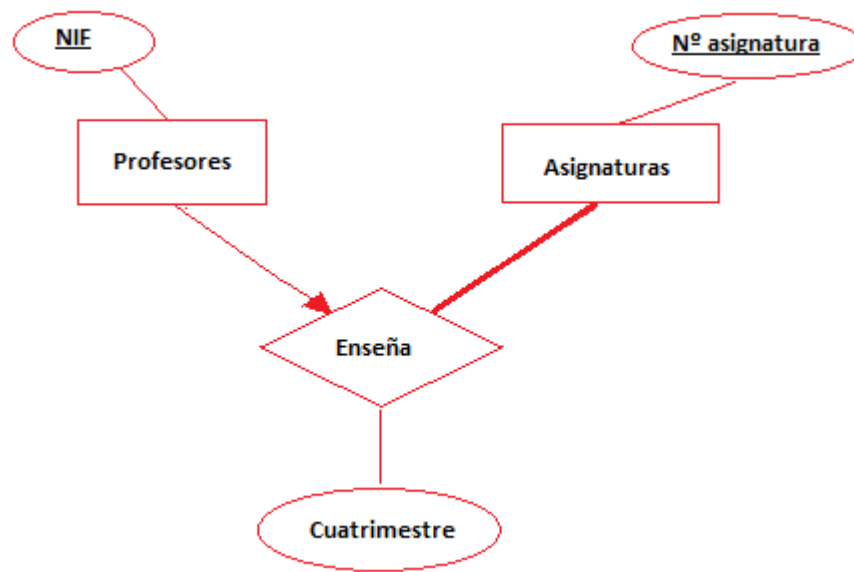 NIF
Nº asignatura
Profesores
Asignaturas
Enseña
Cuatrimestre